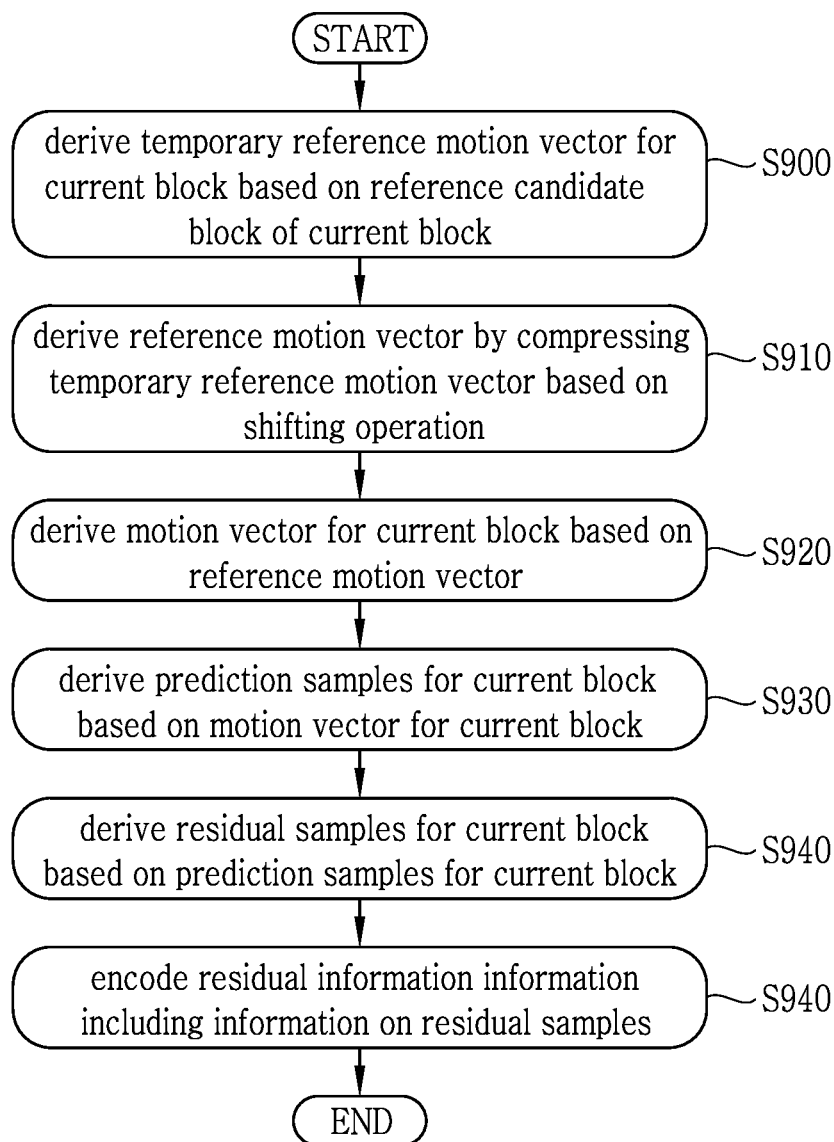 START
derive temporary reference motion vector for
current block based on reference candidate
block of current block
S900
derive reference motion vector by compressing
temporary reference motion vector based on
shifting operation
S910
derive motion vector for current block based on
reference motion vector
S920
derive prediction samples for current block
based on motion vector for current block
S930
derive residual samples for current block
based on prediction samples for current block
S940
encode residual information information
including information on residual samples
S940
END